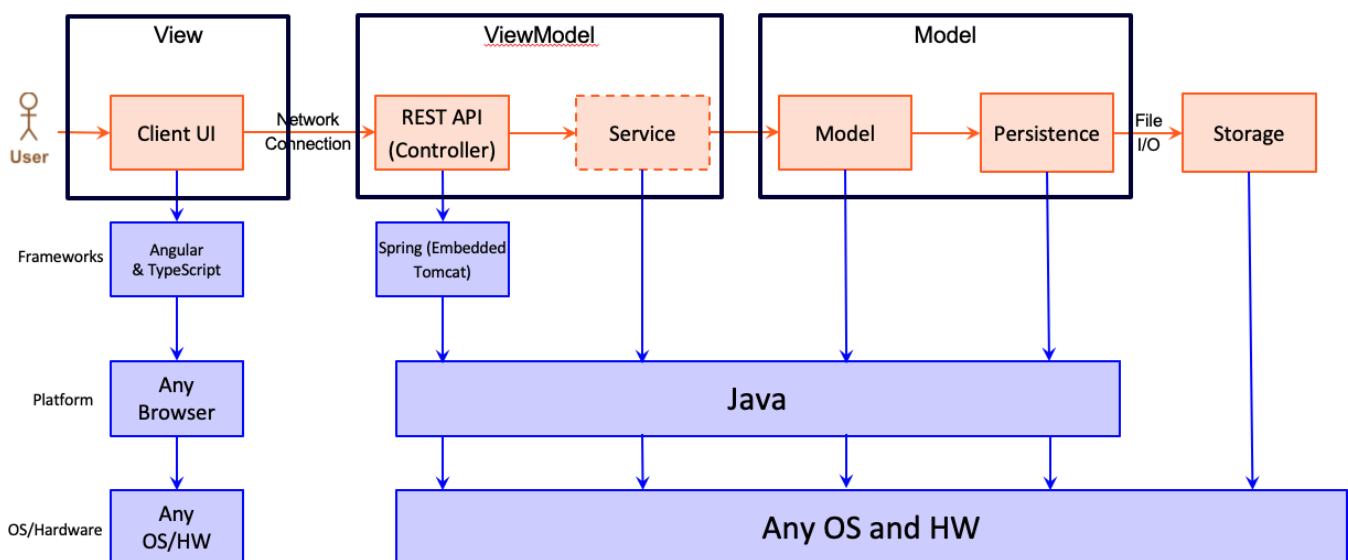 View
ViewModel
Model
User
Client UI
Network
Connection
REST API
(Controller)
Service
Model
Persistence
File
I/O
Storage
Frameworks
Angular
& TypeScript
Spring (Embedded
Tomcat)
Platform
Any
Browser
Java
OS/Hardware
Any
OS/HW
Any OS and HW